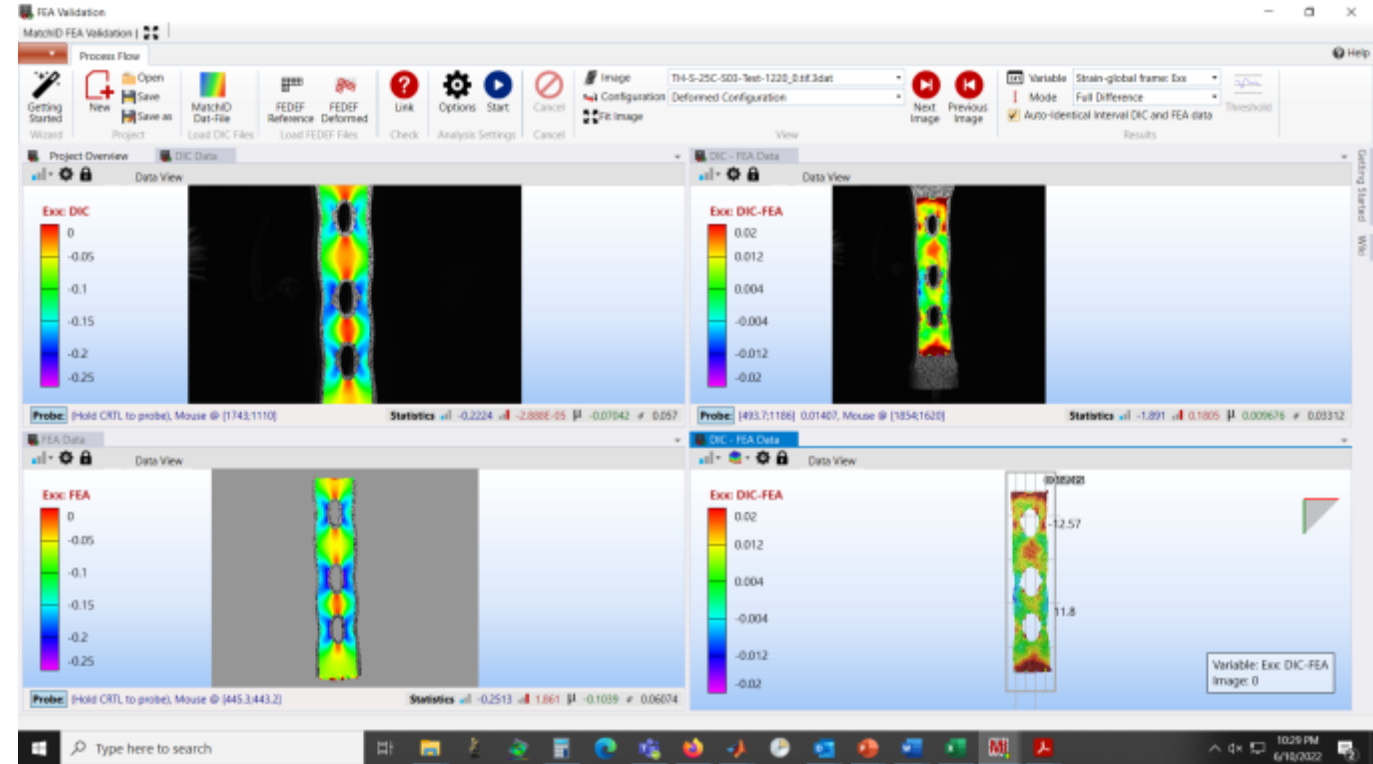 FEA Validation
MatchID FEA Validation |
Process Flow
Help
Getting Started
New
Open
Save
Save as
MatchID Dat-File
FEDEF Reference
FEDEF Deformed
Link
Options
Start
Cancel
Image TH-S-25C-S03-Test-1220_0.tif.3dat
Configuration Deformed Configuration
Fit Image
Next Image
Previous Image
Variable Strain-global frame: Exx
Mode Full Difference
Auto-Identical Interval DIC and FEA data
Threshold
Wizard
Project
Load DIC Files
Load FEDEF Files
Check
Analysis Settings
Cancel
View
Results
Project Overview
DIC Data
Data View
Exx: DIC
0
-0.05
-0.1
-0.15
-0.2
-0.25
Probe: (Hold CRTL to probe), Mouse @ [1743;1110]
Statistics -0.2224 -2.888E-05 μ -0.07042 σ 0.057
DIC - FEA Data
Data View
Exx: DIC-FEA
0.02
0.012
0.004
-0.004
-0.012
-0.02
Probe: [493.7;1186] 0.01407, Mouse @ [1854;1620]
Statistics -1.891 0.1805 μ 0.009676 σ 0.03312
Getting Started
Wiki
FEA Data
Data View
Exx: FEA
0
-0.05
-0.1
-0.15
-0.2
-0.25
Probe: (Hold CRTL to probe), Mouse @ [445.3;443.2]
Statistics -0.2513 1.861 μ -0.1039 σ 0.06074
DIC - FEA Data
Data View
Exx: DIC-FEA
0.02
0.012
0.004
-0.004
-0.012
-0.02
-12.57
11.8
Variable: Exx: DIC-FEA
Image: 0
Type here to search
10:29 PM
6/10/2022